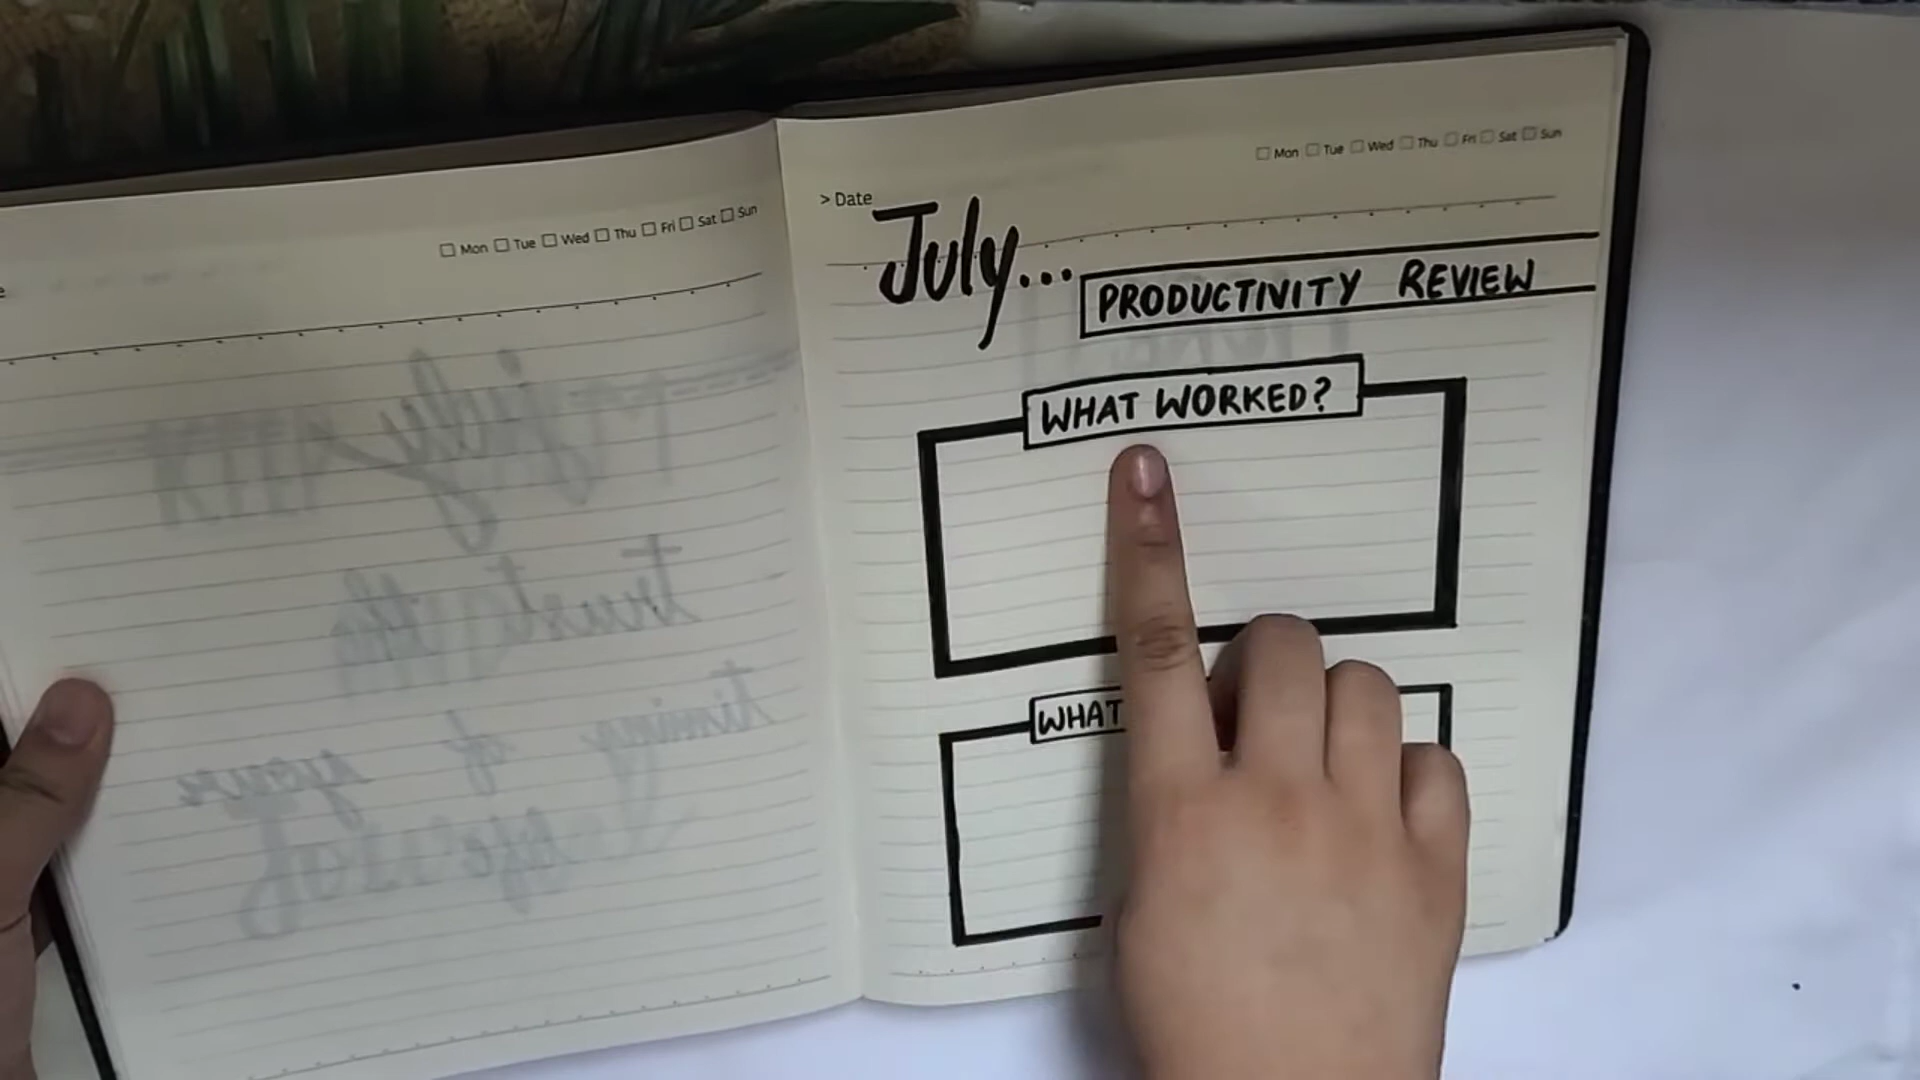 Mon Tue Wed Thu Fri Sat Sun
Mon Tue Wed Thu Fri Sat Sun
> Date
July...
PRODUCTIVITY REVIEW
WHAT WORKED?
WHAT